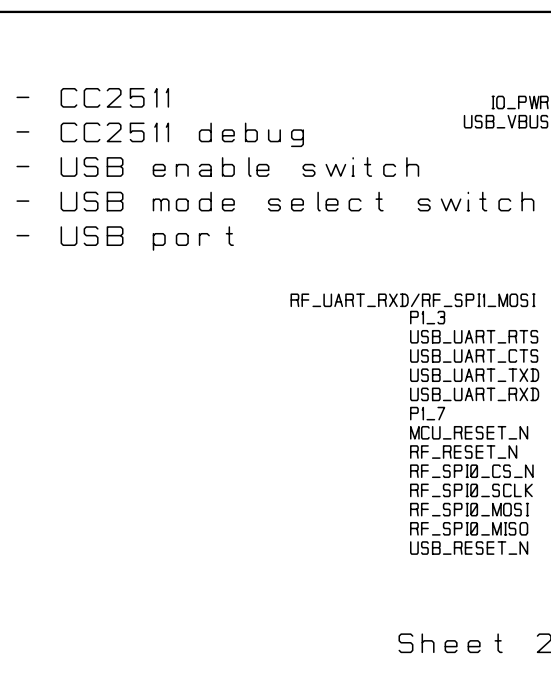 - CC2511
- CC2511 debug
- USB enable switch
- USB mode select switch
- USB port
IO_PWR
USB_VBUS
RF_UART_RXD/RF_SPI1_MOSI
P1_3
USB_UART_RTS
USB_UART_CTS
USB_UART_TXD
USB_UART_RXD
P1_7
MCU_RESET_N
RF_RESET_N
RF_SPI0_CS_N
RF_SPI0_SCLK
RF_SPI0_MOSI
RF_SPI0_MISO
USB_RESET_N
Sheet 2